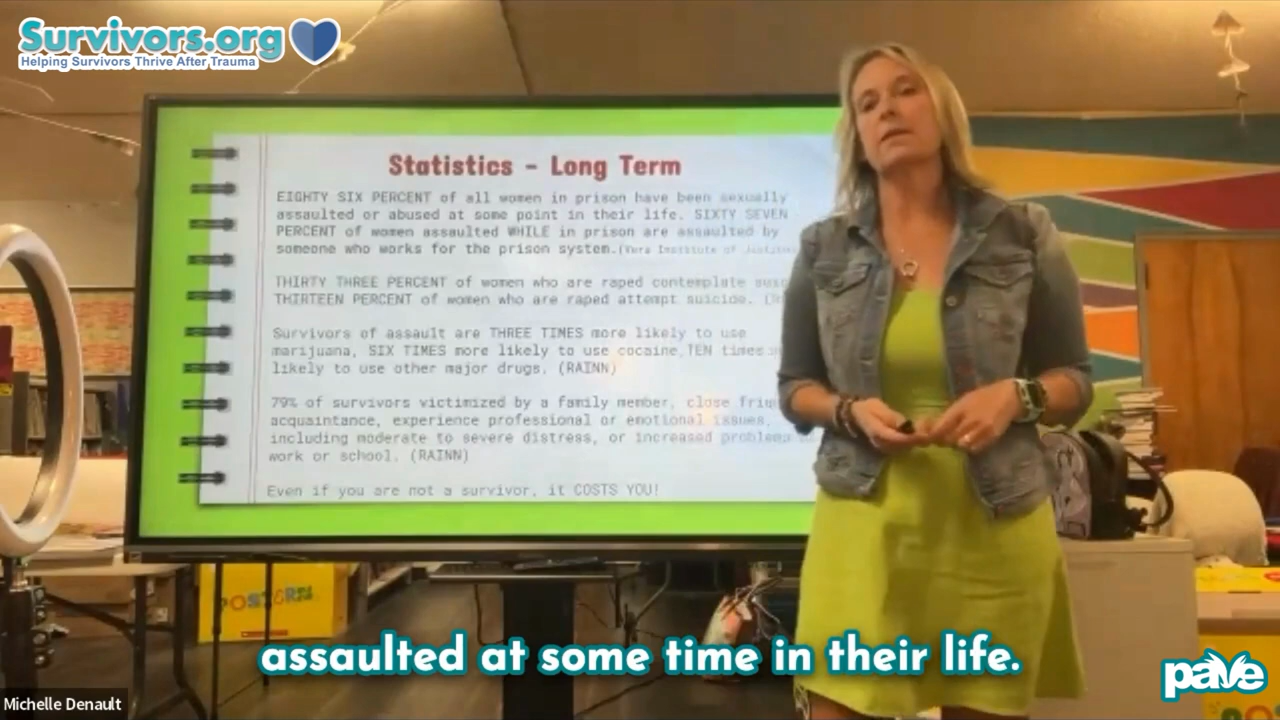 Survivors.org
Helping Survivors Thrive After Trauma
Statistics - Long Term
EIGHTY SIX PERCENT of all women in prison have been sexually
assaulted or abused at some point in their life. SIXTY SEVEN
PERCENT of women assaulted WHILE in prison are assaulted by
someone who works for the prison system.(Vera Institute of
THIRTY THREE PERCENT of women who are raped contemplate
THIRTEEN PERCENT of women who are raped attempt suicide.
Survivors of assault are THREE TIMES more likely to use
marijuana, SIX TIMES more likely to use cocaine,TEN times
likely to use other major drugs. (RAINN)
79% of survivors victimized by a family member, close
acquaintance, experience professional or emotional issues,
including moderate to severe distress, or increased problems
work or school. (RAINN)
Even if you are not a survivor, it COSTS YOU!
POSTERS!
assaulted at some time in their life.
Michelle Denault
pave